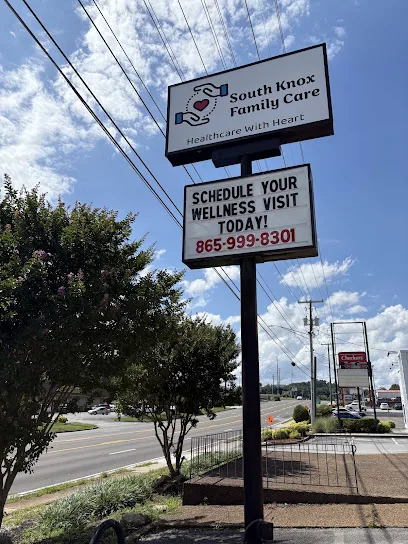 South Knox
Family Care
Healthcare With Heart
SCHEDULE YOUR
WELLNESS VISIT
TODAY!
865-999-8301
Checkers